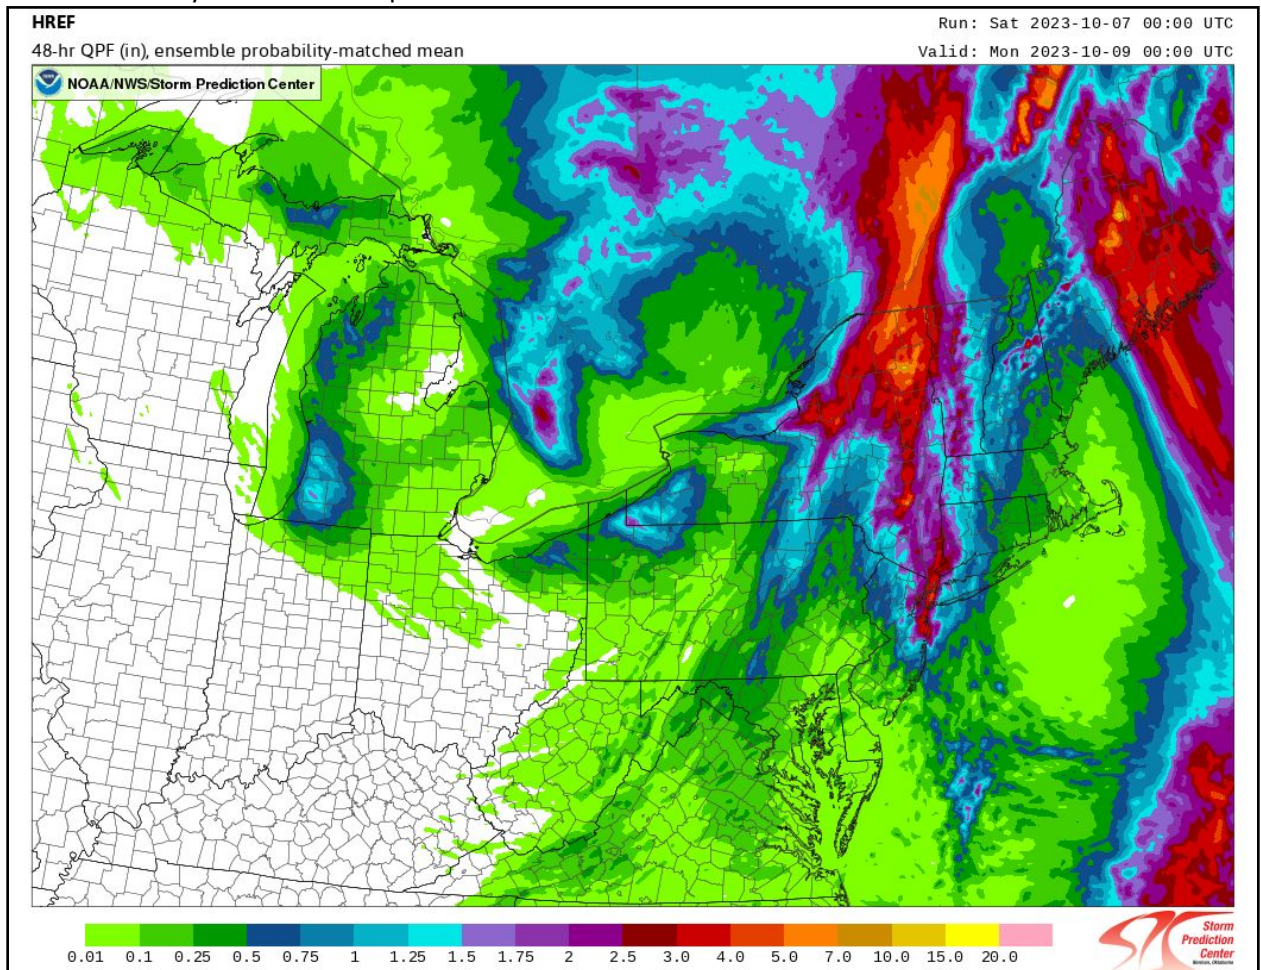 HREF
Run: Sat 2023-10-07 00:00 UTC
48-hr QPF (in), ensemble probability-matched mean
Valid: Mon 2023-10-09 00:00 UTC
NOAA/NWS/Storm Prediction Center
0.01 0.1 0.25 0.5 0.75 1 1.25 1.5 1.75 2 2.5 3.0 4.0 5.0 7.0 10.0 15.0 20.0
Storm
Prediction
Center
Norman, Oklahoma